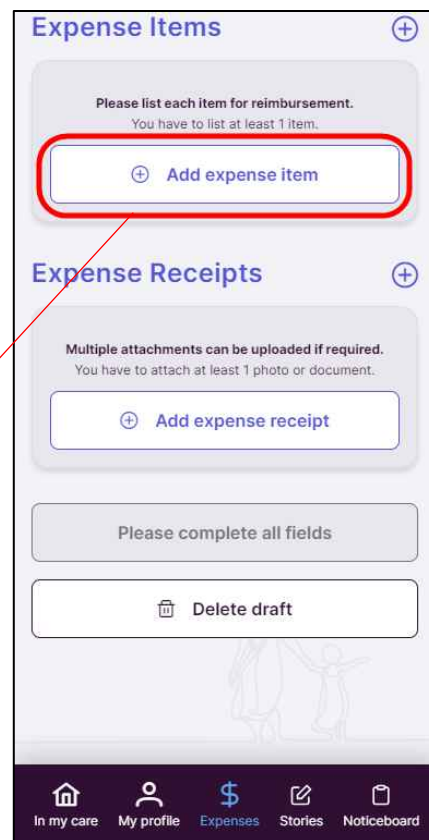 Expense Items
Please list each item for reimbursement.
You have to list at least 1 item.
Add expense item
Expense Receipts
Multiple attachments can be uploaded if required.
You have to attach at least 1 photo or document.
Add expense receipt
Please complete all fields
Delete draft
In my care My profile Expenses Stories Noticeboard